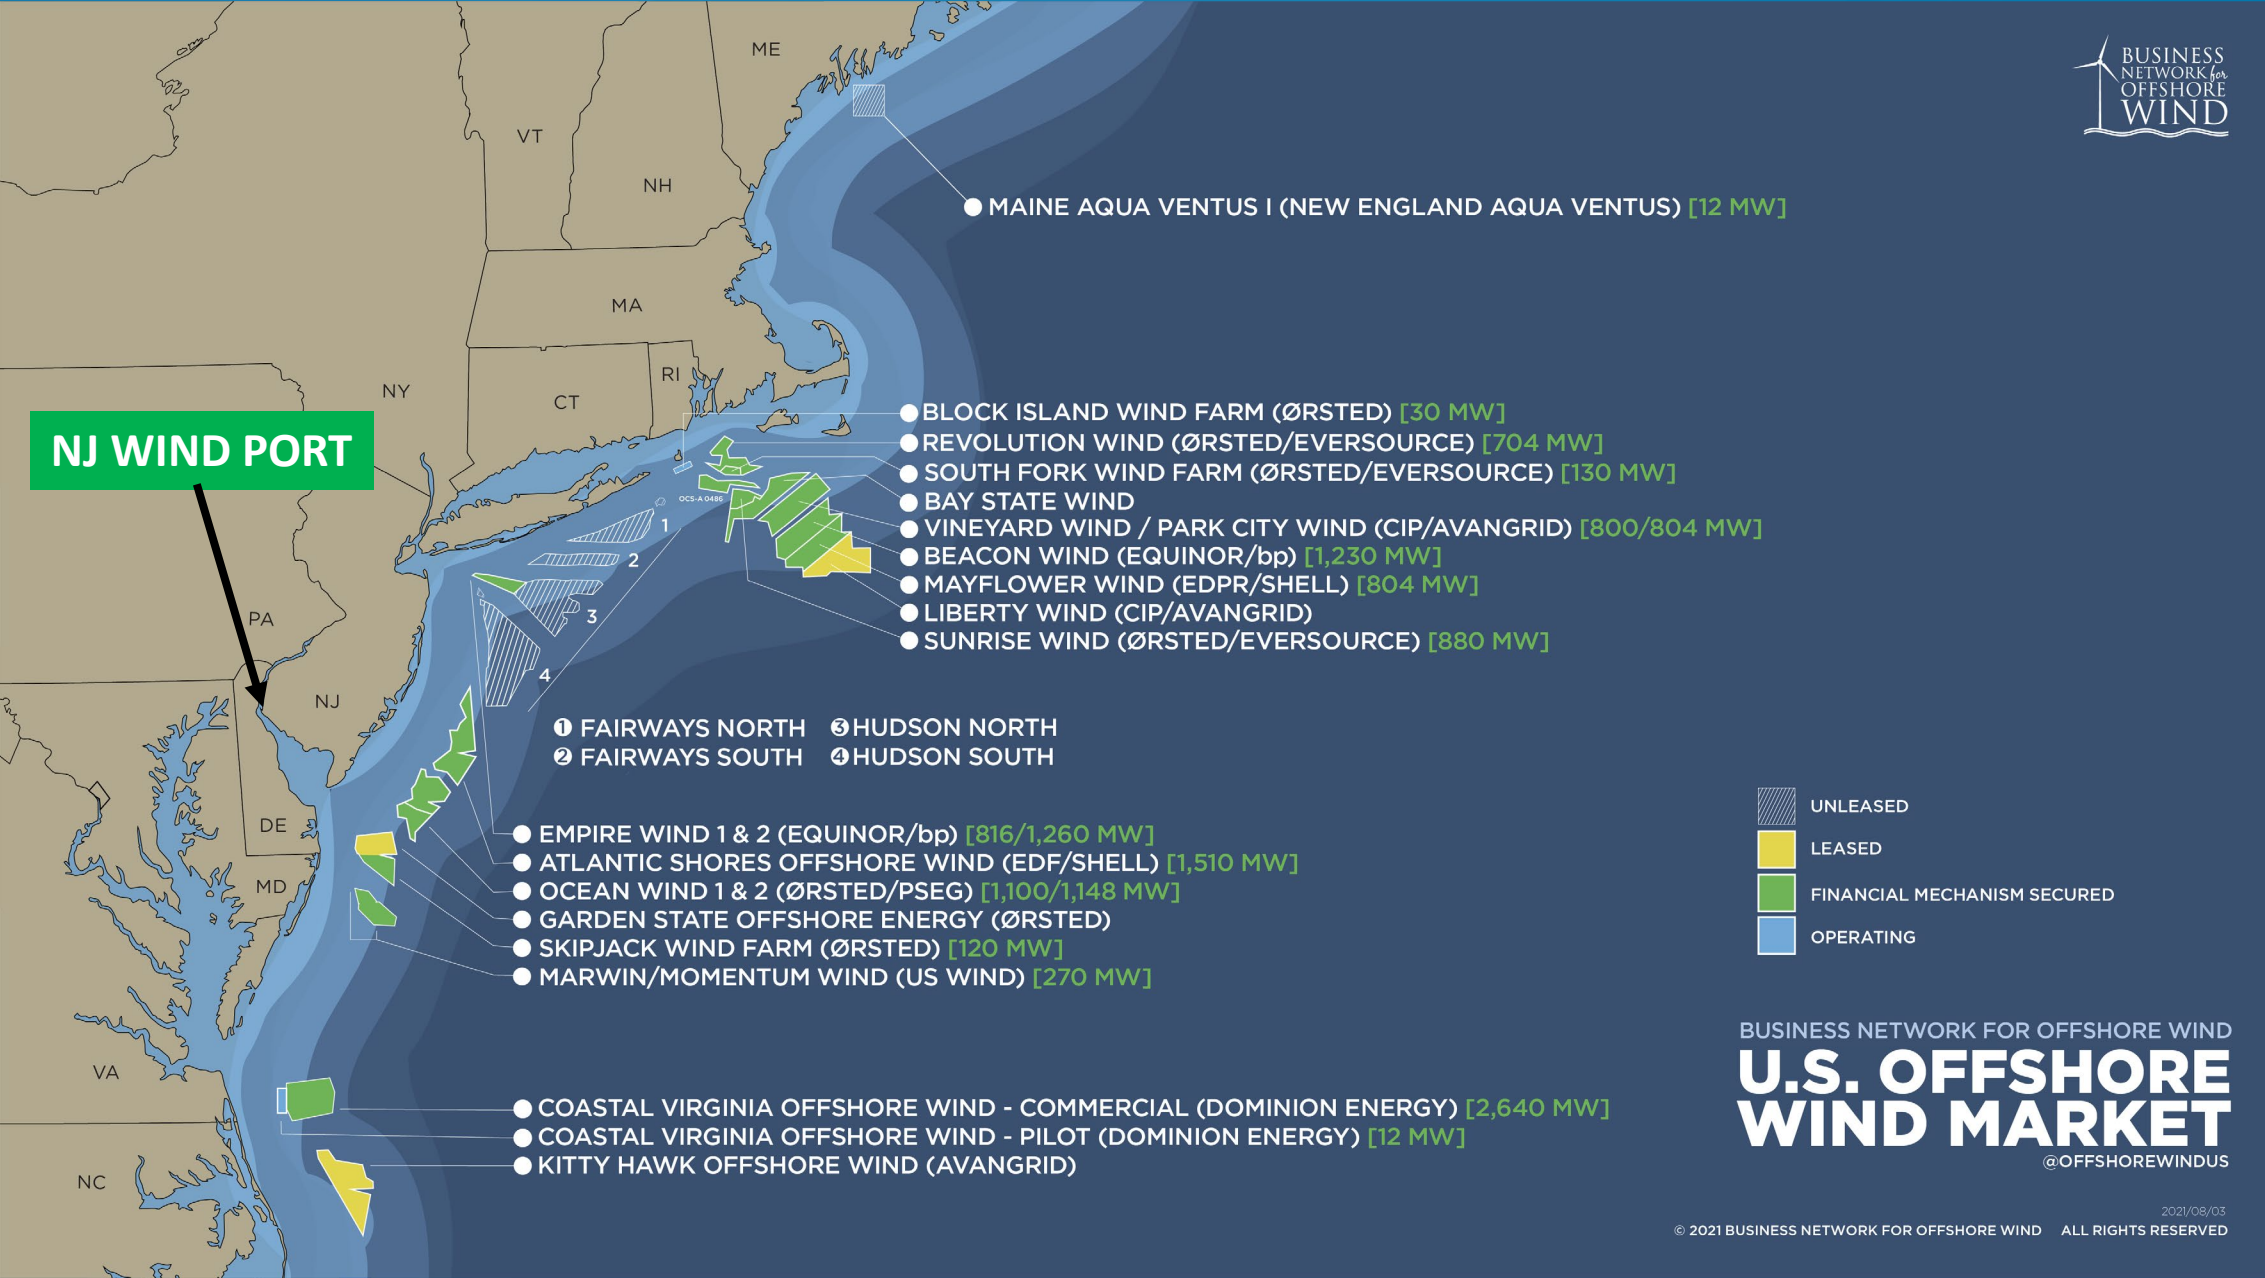 BUSINESS
NETWORK for
OFFSHORE
WIND
ME
VT
NH
MAINE AQUA VENTUS I (NEW ENGLAND AQUA VENTUS) [12 MW]
MA
RI
NY
CT
NJ WIND PORT
BLOCK ISLAND WIND FARM (ØRSTED) [30 MW]
REVOLUTION WIND (ØRSTED/EVERSOURCE) [704 MW]
SOUTH FORK WIND FARM (ØRSTED/EVERSOURCE) [130 MW]
BAY STATE WIND
VINEYARD WIND / PARK CITY WIND (CIP/AVANGRID) [800/804 MW]
BEACON WIND (EQUINOR/bp) [1,230 MW]
MAYFLOWER WIND (EDPR/SHELL) [804 MW]
LIBERTY WIND (CIP/AVANGRID)
SUNRISE WIND (ØRSTED/EVERSOURCE) [880 MW]
OCS-A 0486
1
2
3
4
PA
NJ
1 FAIRWAYS NORTH 3 HUDSON NORTH
2 FAIRWAYS SOUTH 4 HUDSON SOUTH
DE
MD
EMPIRE WIND 1 & 2 (EQUINOR/bp) [816/1,260 MW]
ATLANTIC SHORES OFFSHORE WIND (EDF/SHELL) [1,510 MW]
OCEAN WIND 1 & 2 (ØRSTED/PSEG) [1,100/1,148 MW]
GARDEN STATE OFFSHORE ENERGY (ØRSTED)
SKIPJACK WIND FARM (ØRSTED) [120 MW]
MARWIN/MOMENTUM WIND (US WIND) [270 MW]
UNLEASED
LEASED
FINANCIAL MECHANISM SECURED
OPERATING
VA
NC
COASTAL VIRGINIA OFFSHORE WIND - COMMERCIAL (DOMINION ENERGY) [2,640 MW]
COASTAL VIRGINIA OFFSHORE WIND - PILOT (DOMINION ENERGY) [12 MW]
KITTY HAWK OFFSHORE WIND (AVANGRID)
BUSINESS NETWORK FOR OFFSHORE WIND
U.S. OFFSHORE
WIND MARKET
@OFFSHOREWINDUS
2021/08/03
© 2021 BUSINESS NETWORK FOR OFFSHORE WIND ALL RIGHTS RESERVED